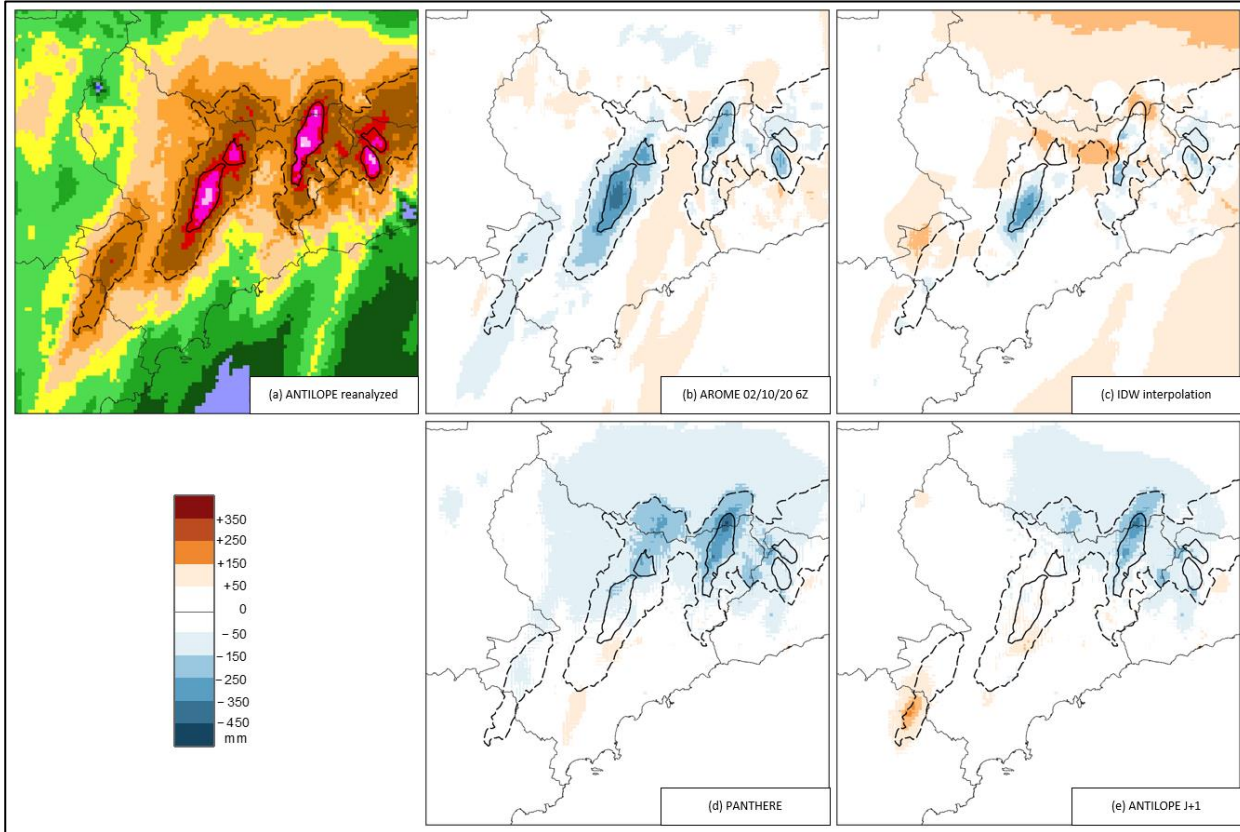 (a) ANTILOPE reanalyzed
(b) AROME 02/10/20 6Z
(c) IDW interpolation
+350
+250
+150
+50
0
−50
−150
−250
−350
−450
mm
(d) PANTHERE
(e) ANTILOPE J+1